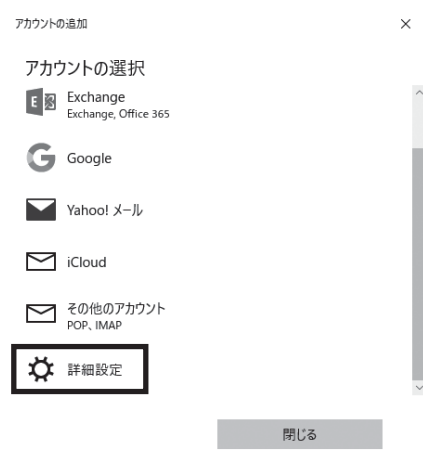 アカウントの追加
アカウントの選択
Exchange
Exchange, Office 365
Google
Yahoo! メール
iCloud
その他のアカウント
POP、IMAP
詳細設定
閉じる